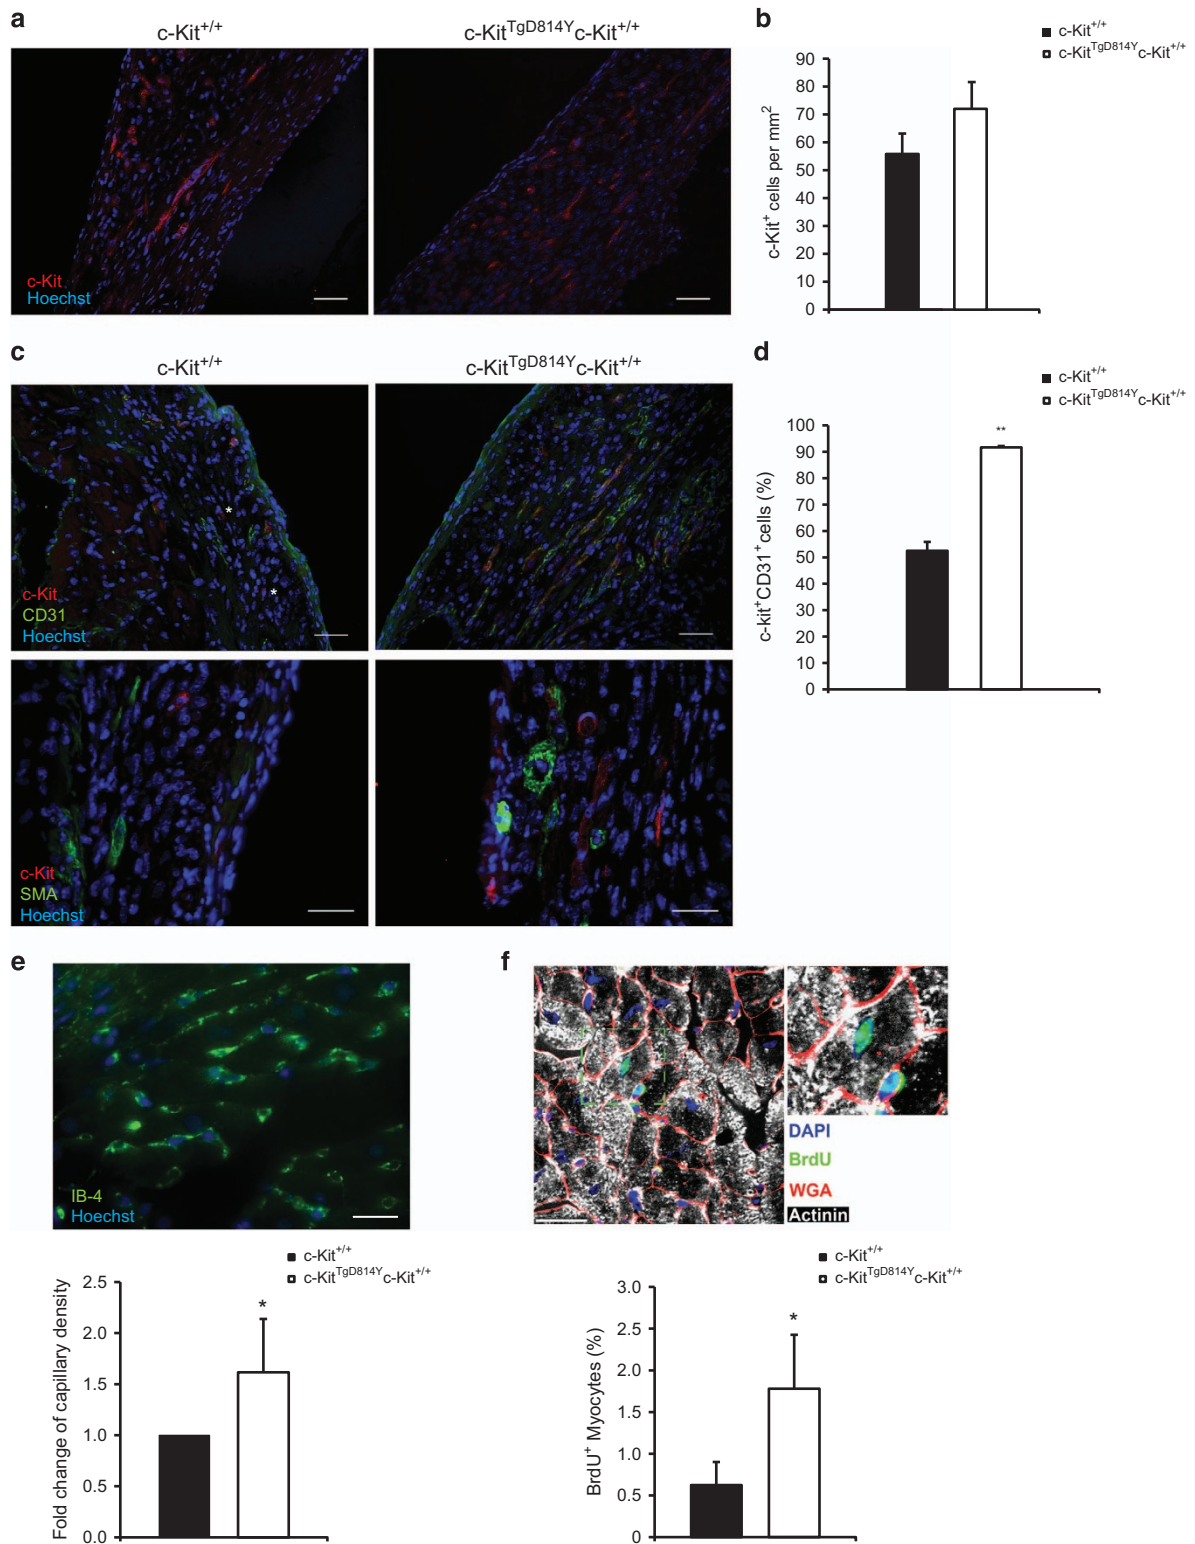 a
c-Kit+/+
c-KitTgD814Yc-Kit+/+
c-Kit
Hoechst
b
c-Kit+/+
c-KitTgD814Yc-Kit+/+
c-Kit+ cells per mm2
90
80
70
60
50
40
30
20
10
0
c
c-Kit+/+
c-KitTgD814Yc-Kit+/+
*
*
c-Kit
CD31
Hoechst
c-Kit
SMA
Hoechst
d
c-Kit+/+
c-KitTgD814Yc-Kit+/+
c-kit+CD31+cells (%)
100
90
80
70
60
50
40
30
20
10
0
**
e
IB-4
Hoechst
c-Kit+/+
c-KitTgD814Yc-Kit+/+
Fold change of capillary density
2.5
2.0
1.5
1.0
0.5
0.0
*
f
DAPI
BrdU
WGA
Actinin
c-Kit+/+
c-KitTgD814Yc-Kit+/+
BrdU+ Myocytes (%)
3.0
2.5
2.0
1.5
1.0
0.5
0
*